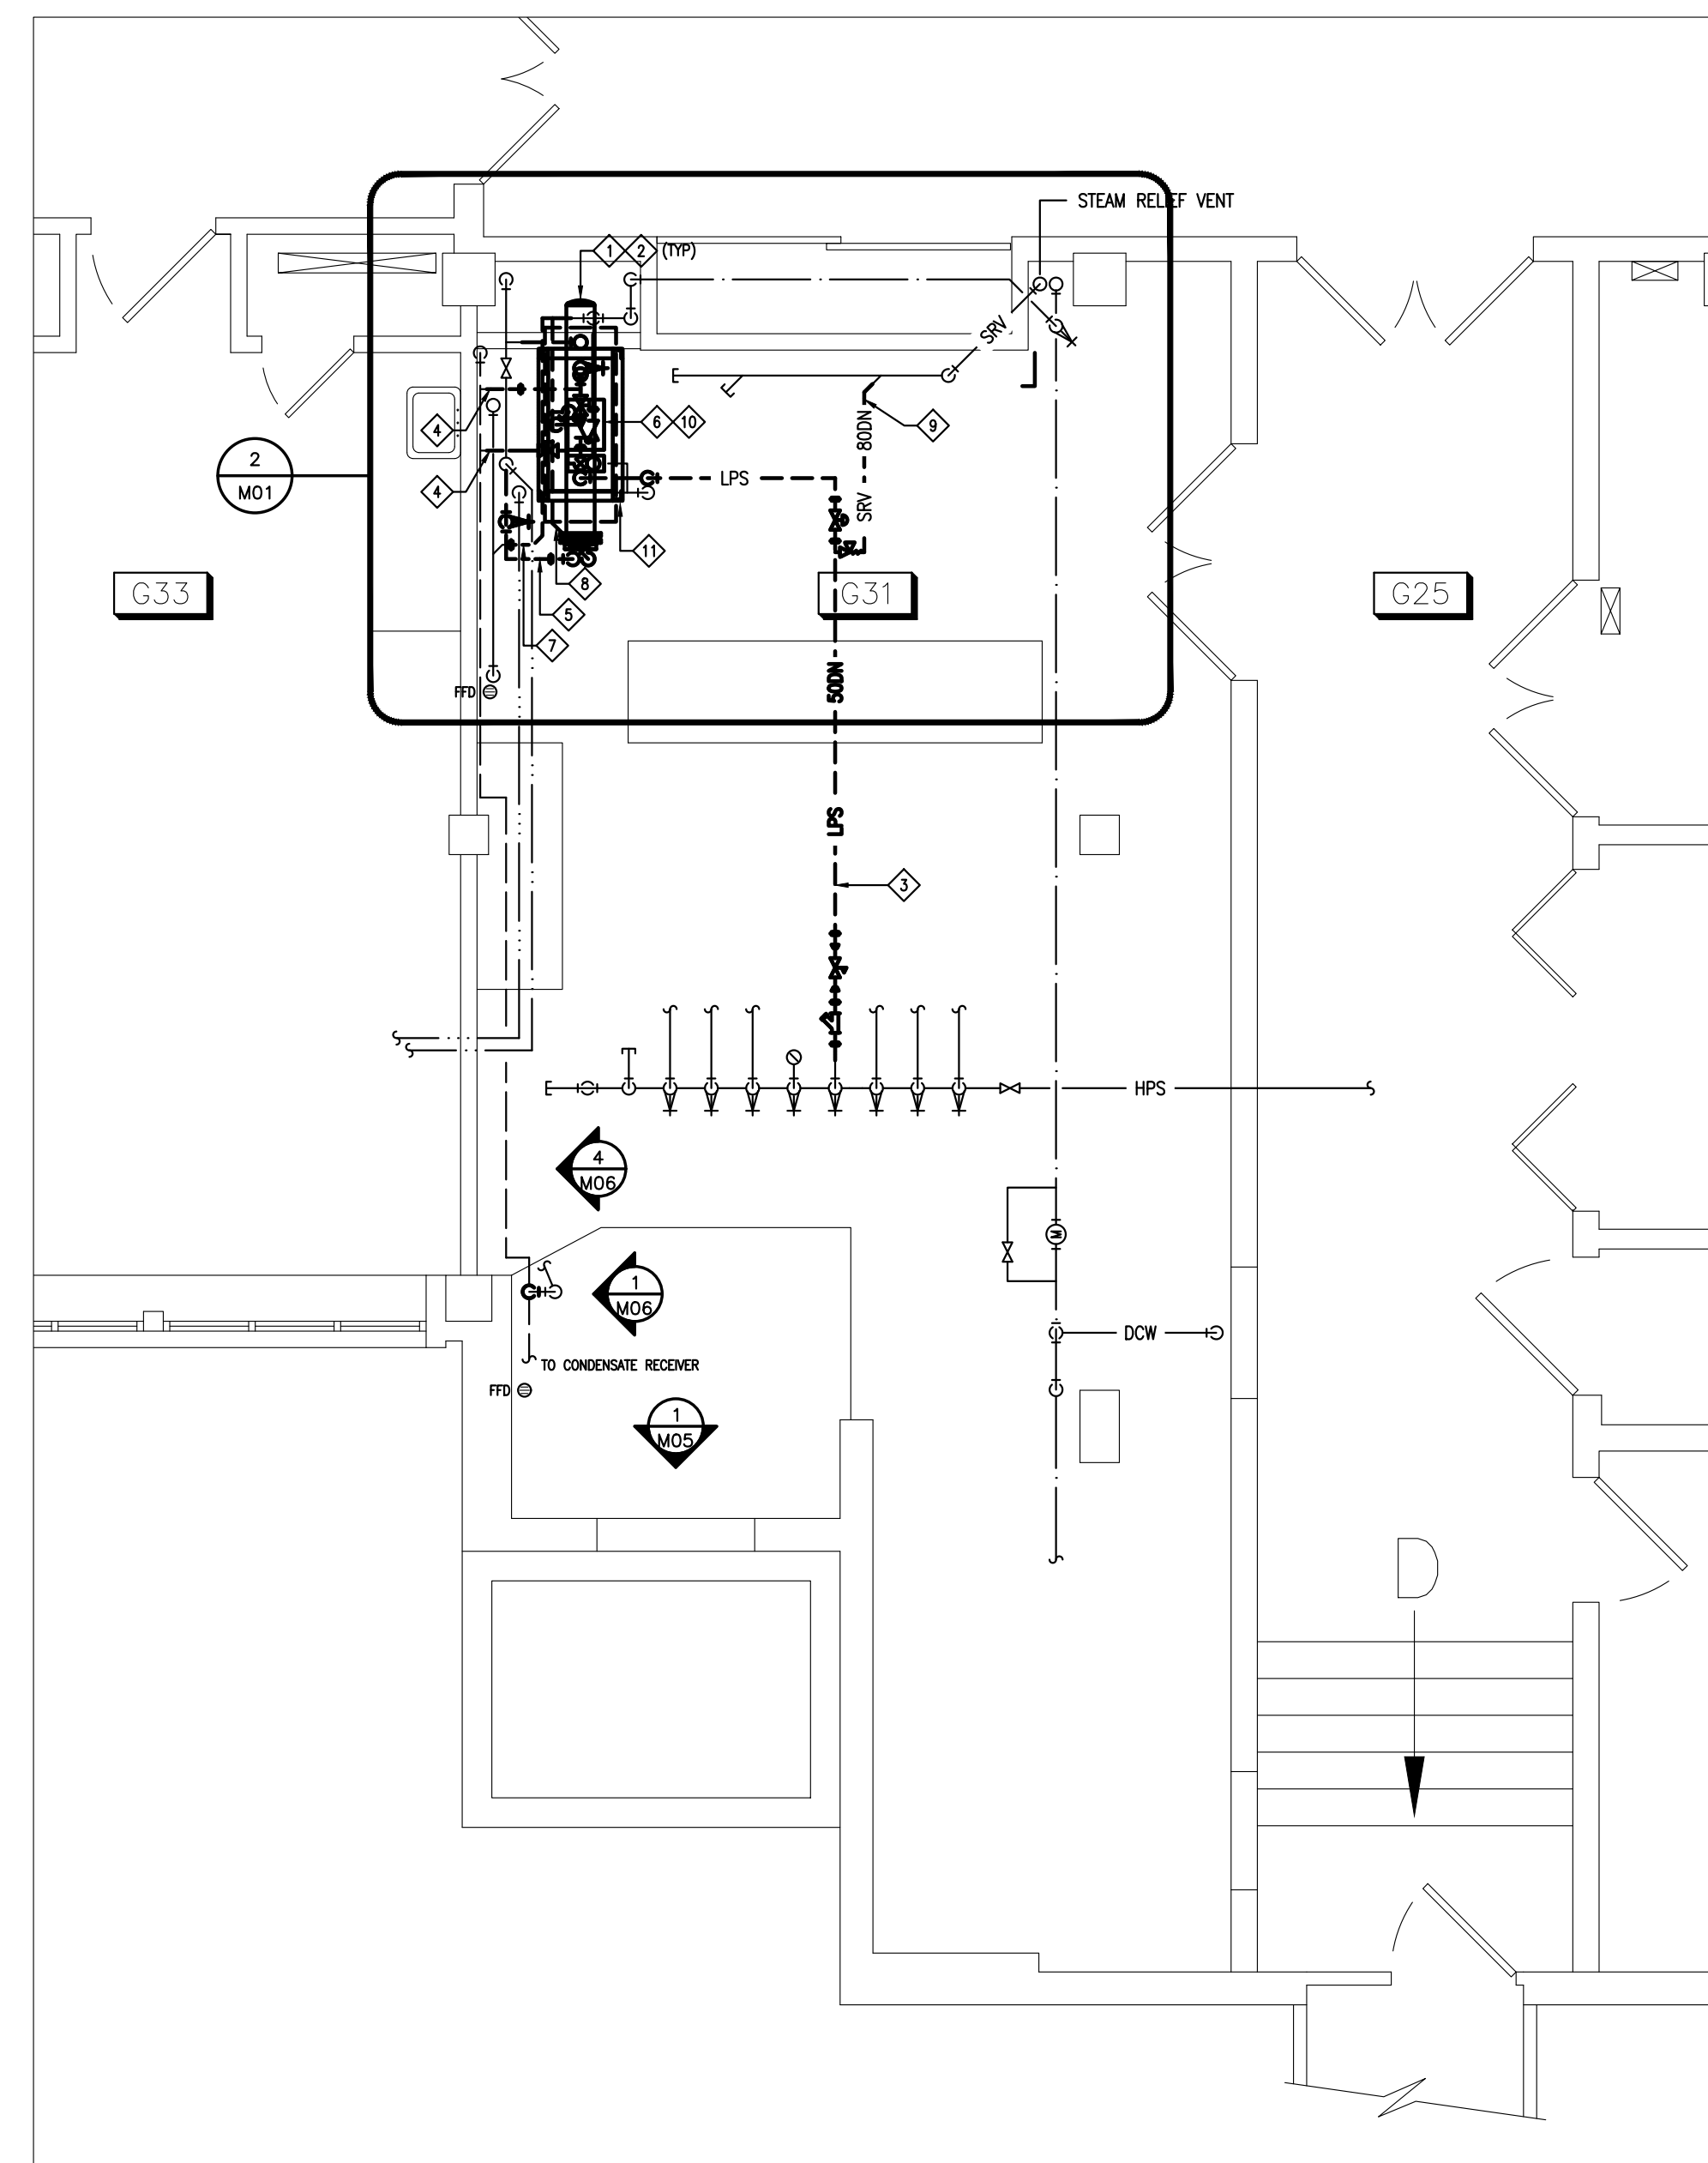 STEAM RELIEF VENT
1 2 (TYP)
SRV
4
6 10
9
SRV 80DN
2
M01
4
LPS
11
G33
8
G31
G25
5
7
50DN
FFD
LPS
3
HPS
4
M06
M
1
M06
DCW
TO CONDENSATE RECEIVER
FFD
1
M05
D